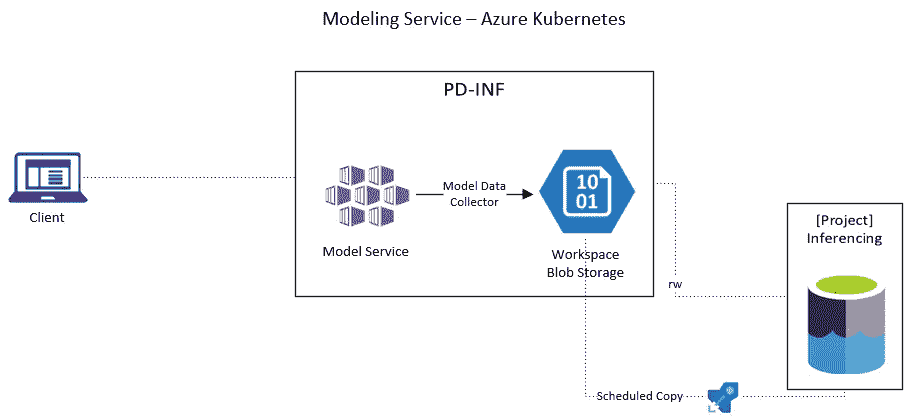 Modeling Service – Azure Kubernetes
PD-INF
Client
Model Service
Model Data
Collector
10
01
Workspace
Blob Storage
rw
[Project]
Inferencing
Scheduled Copy